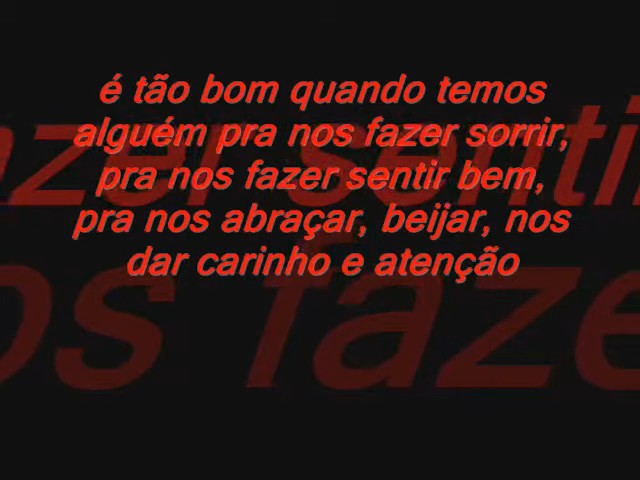 é tão bom quando temos
alguém pra nos fazer sorrir,
pra nos fazer sentir bem,
pra nos abraçar, beijar, nos
dar carinho e atenção